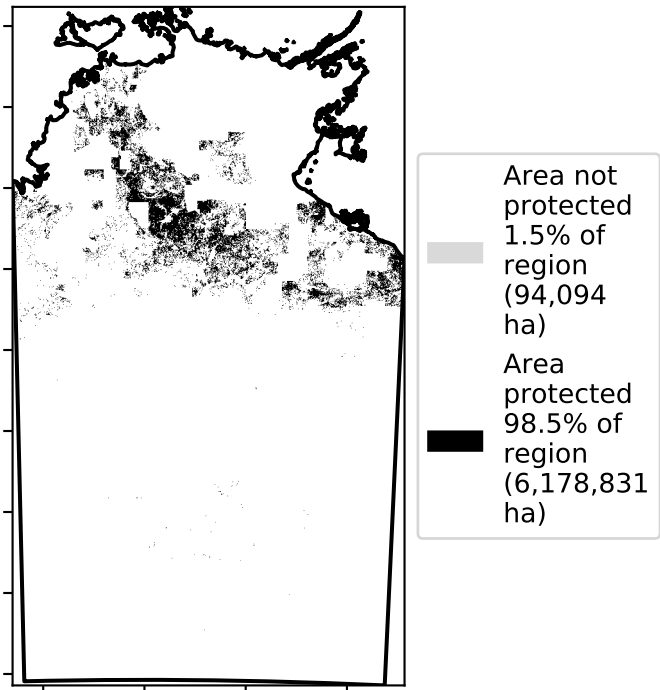 Area not
protected
1.5% of
region
(94,094
ha)
Area
protected
98.5% of
region
(6,178,831
ha)